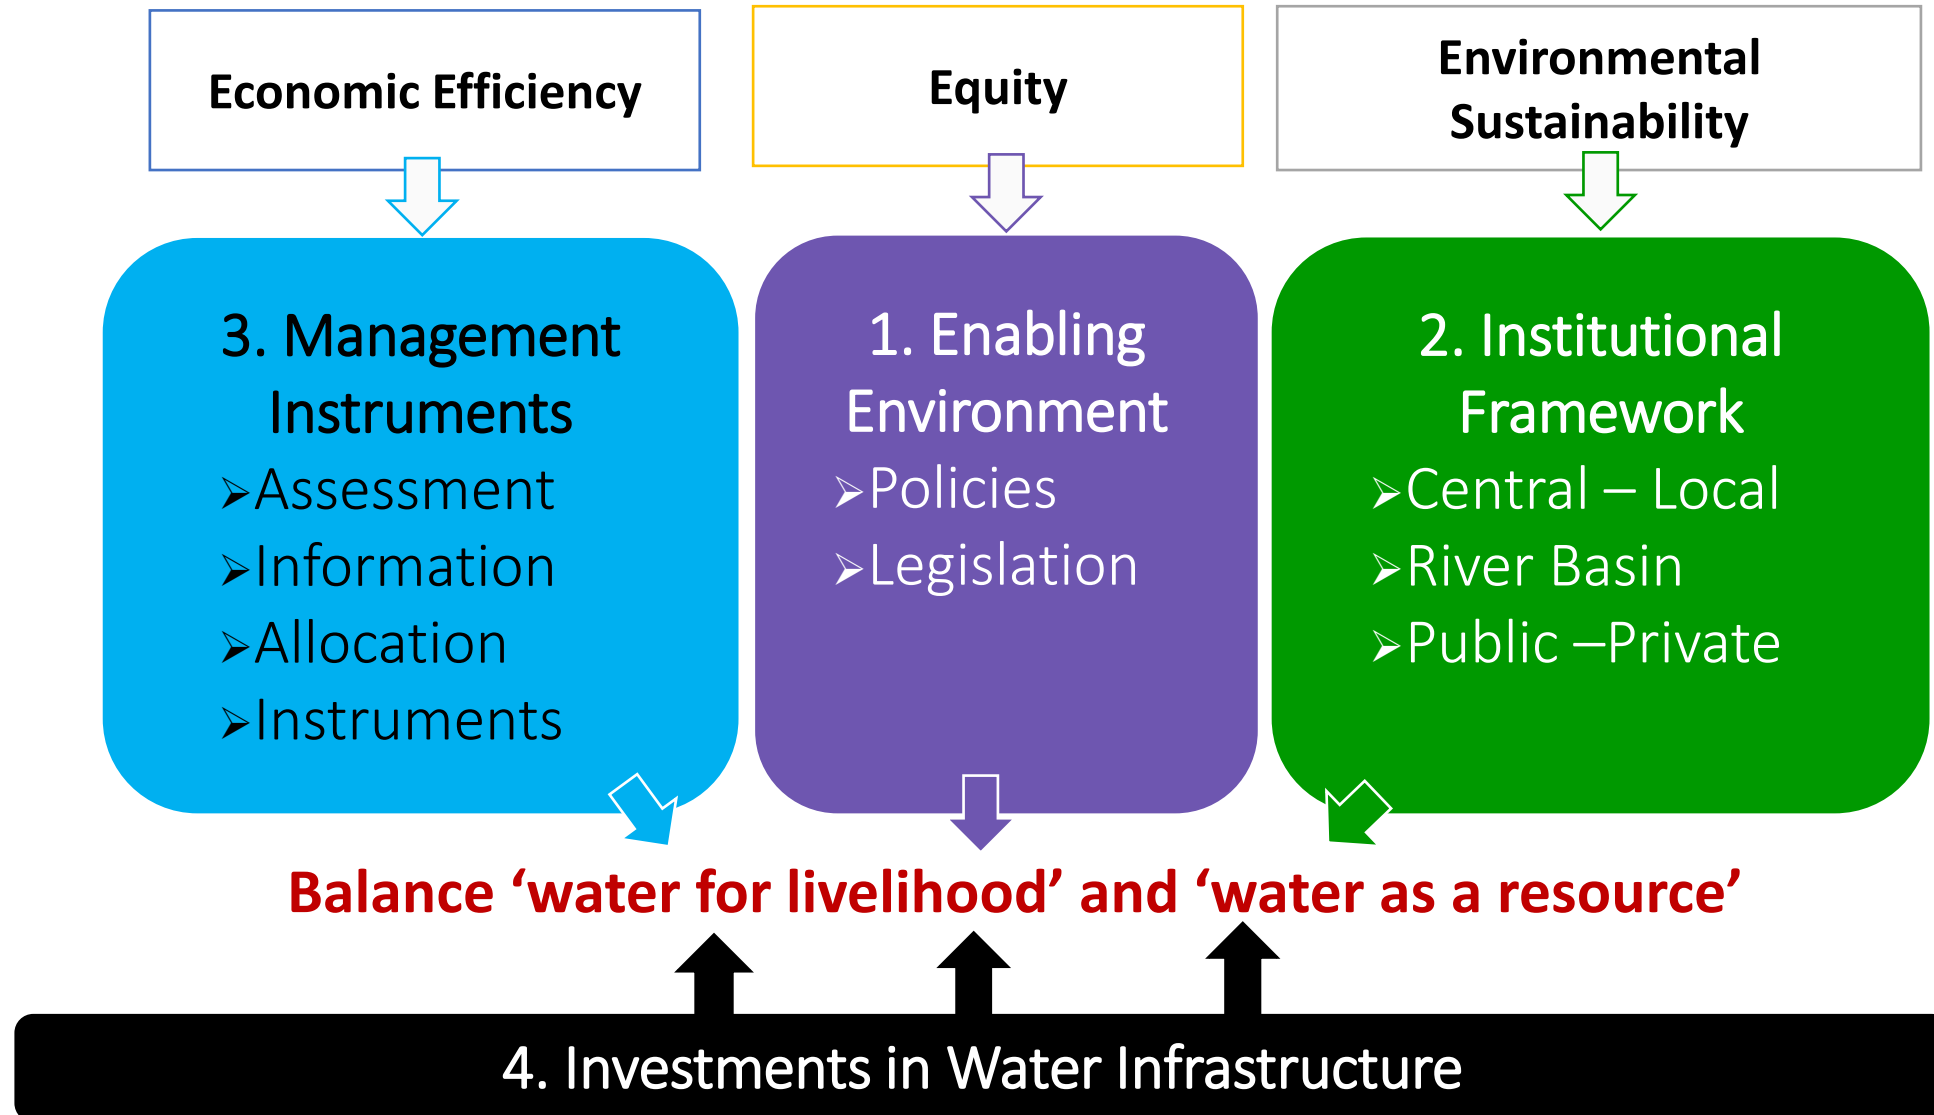 Economic Efficiency
Equity
Environmental
Sustainability
3. Management
Instruments
➢Assessment
➢Information
➢Allocation
➢Instruments
1. Enabling
Environment
➢Policies
➢Legislation
2. Institutional
Framework
➢Central – Local
➢River Basin
➢Public –Private
Balance ‘water for livelihood’ and ‘water as a resource’
4. Investments in Water Infrastructure